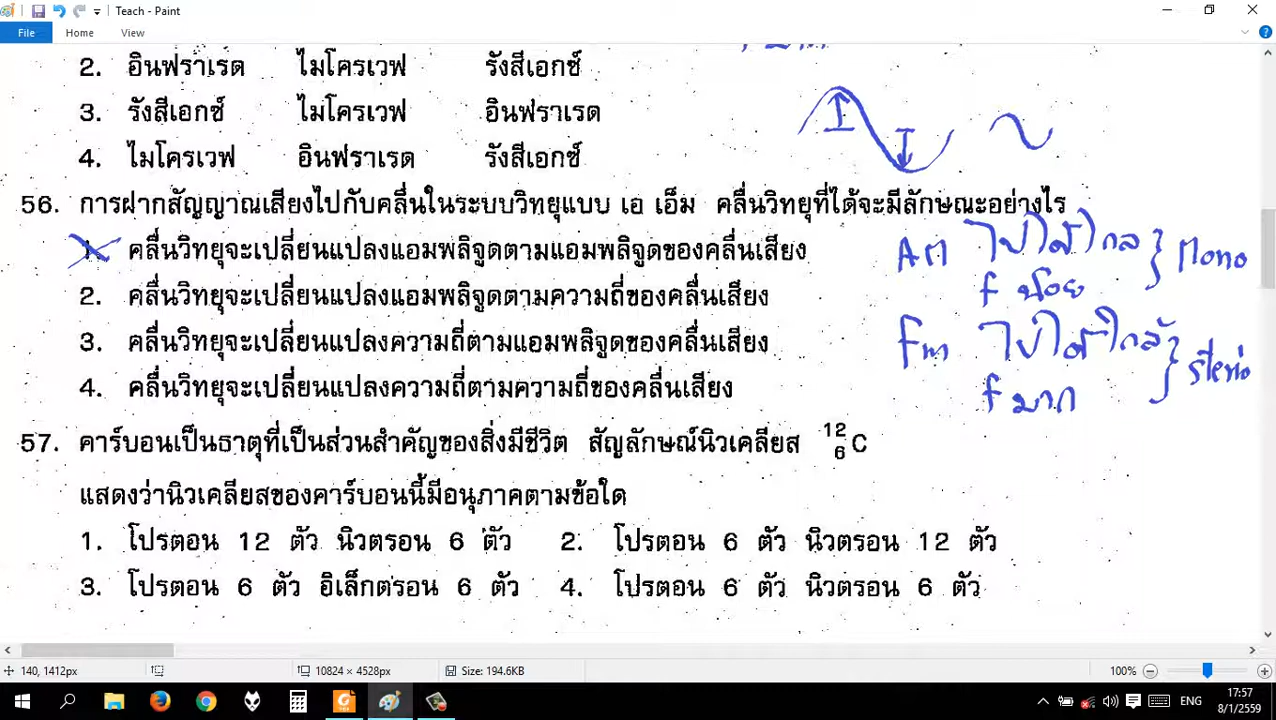 Teach - Paint
File Home View
2. อินฟราเรด ไมโครเวฟ รังสีเอกซ์
3. รังสีเอกซ์ ไมโครเวฟ อินฟราเรด
4. ไมโครเวฟ อินฟราเรด รังสีเอกซ์
56. การฝากสัญญาณเสียงไปกับคลื่นในระบบวิทยุแบบ เอ เอ็ม คลื่นวิทยุที่ได้จะมีลักษณะอย่างไร
1. คลื่นวิทยุจะเปลี่ยนแปลงแอมพลิจูดตามแอมพลิจูดของคลื่นเสียง
2. คลื่นวิทยุจะเปลี่ยนแปลงแอมพลิจูดตามความถี่ของคลื่นเสียง
3. คลื่นวิทยุจะเปลี่ยนแปลงความถี่ตามแอมพลิจูดของคลื่นเสียง
4. คลื่นวิทยุจะเปลี่ยนแปลงความถี่ตามความถี่ของคลื่นเสียง
AM ไปได้ไกล } Mono
f น้อย
Fm ไปได้ใกล้ }
f มาก
57. คาร์บอนเป็นธาตุที่เป็นส่วนสำคัญของสิ่งมีชีวิต สัญลักษณ์นิวเคลียส 12 6 C
แสดงว่านิวเคลียสของคาร์บอนนี้มีอนุภาคตามข้อใด
1. โปรตอน 12 ตัว นิวตรอน 6 ตัว 2. โปรตอน 6 ตัว นิวตรอน 12 ตัว
3. โปรตอน 6 ตัว อิเล็กตรอน 6 ตัว 4. โปรตอน 6 ตัว นิวตรอน 6 ตัว
140, 1412px 10824 × 4528px Size: 194.6KB 100%
ENG 17:57
8/1/2559